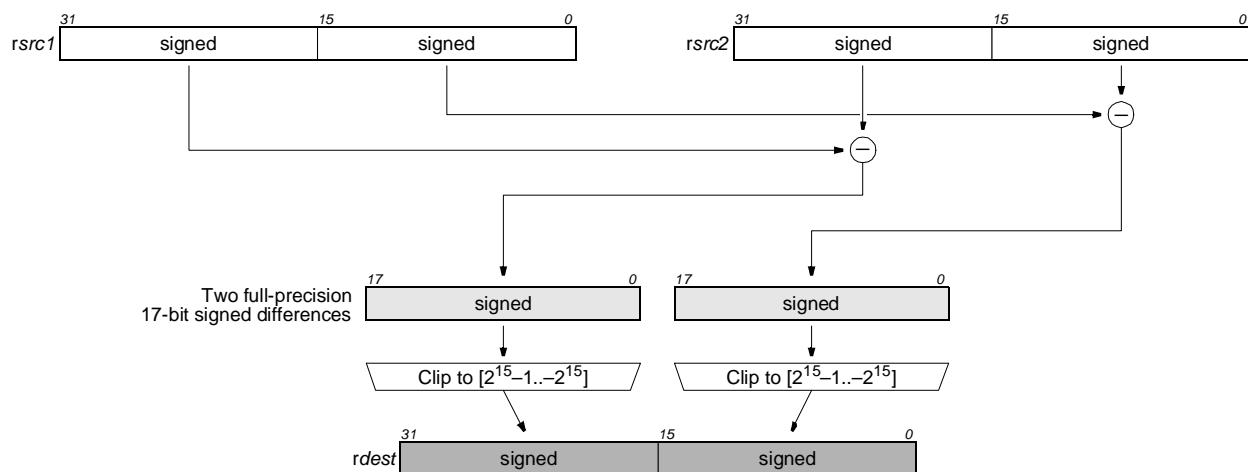 31 15 0 31 15 0
rsrc1 signed signed rsrc2 signed signed
– –
Two full-precision
17-bit signed differences
17 0 17 0
signed signed
Clip to [2^15–1..–2^15] Clip to [2^15–1..–2^15]
31 15 0
rdest signed signed